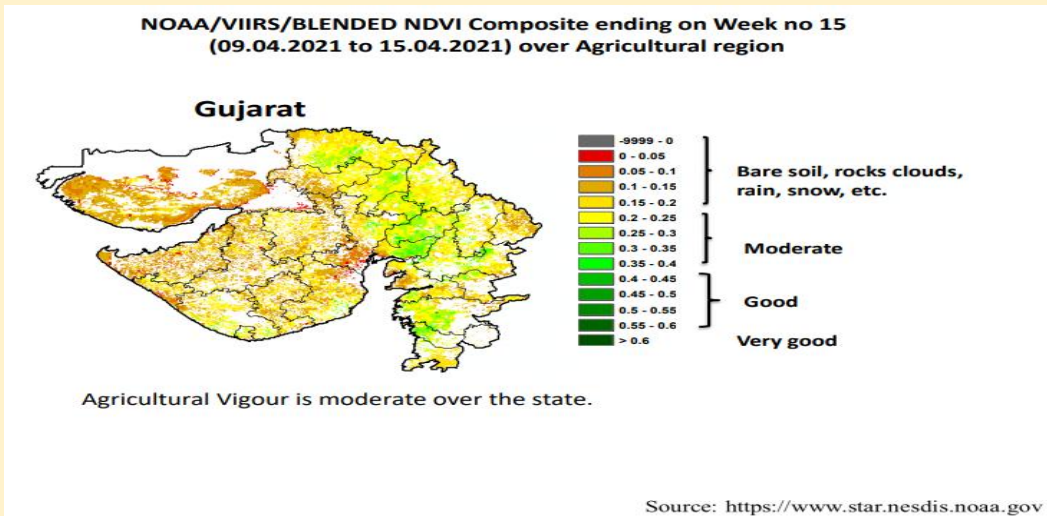 NOAA/VIIRS/BLENDED NDVI Composite ending on Week no 15
(09.04.2021 to 15.04.2021) over Agricultural region
Gujarat
-9999 - 0
0 - 0.05
0.05 - 0.1
0.1 - 0.15
0.15 - 0.2
0.2 - 0.25
0.25 - 0.3
0.3 - 0.35
0.35 - 0.4
0.4 - 0.45
0.45 - 0.5
0.5 - 0.55
0.55 - 0.6
> 0.6
Bare soil, rocks clouds,
rain, snow, etc.
Moderate
Good
Very good
Agricultural Vigour is moderate over the state.
Source: https://www.star.nesdis.noaa.gov